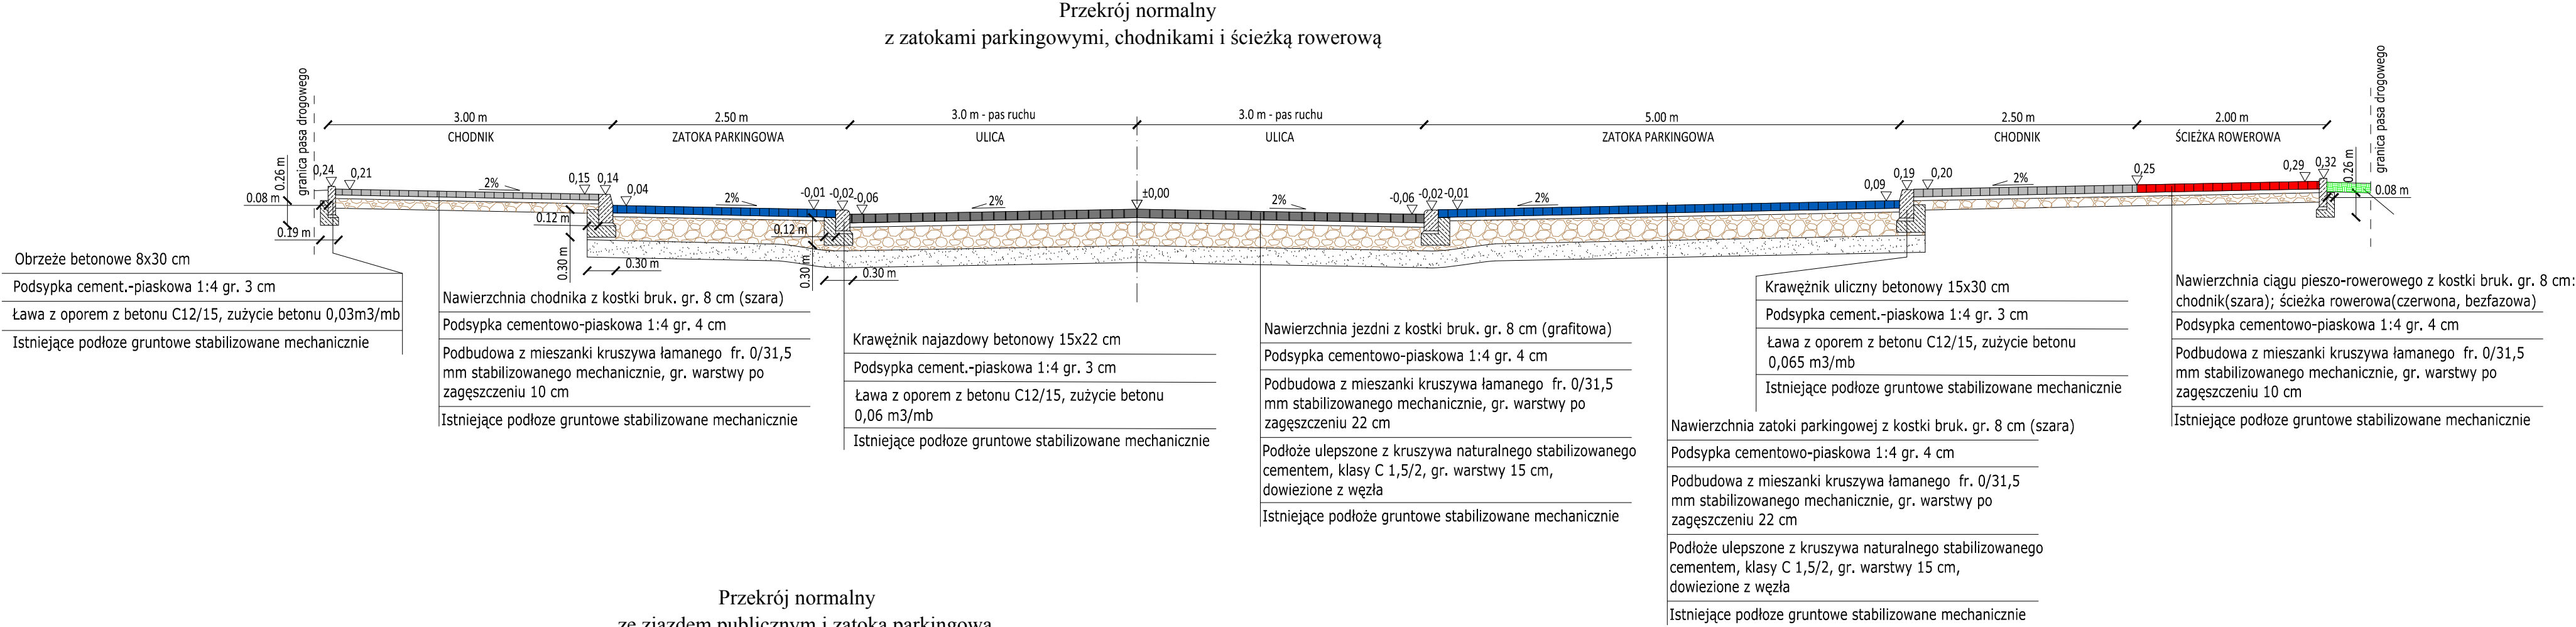 Przekrój normalny
z zatokami parkingowymi, chodnikami i ścieżką rowerową
granica pasa drogowego
granica pasa drogowego
3.00 m
2.50 m
3.0 m - pas ruchu
3.0 m - pas ruchu
5.00 m
2.50 m
2.00 m
CHODNIK
ZATOKA PARKINGOWA
ULICA
ULICA
ZATOKA PARKINGOWA
CHODNIK
ŚCIEŻKA ROWEROWA
0.26 m
0,24
0,21
2%
0,15
0,14
0,04
2%
-0,01
-0,02
-0,06
2%
±0,00
2%
-0,06
-0,02
-0,01
2%
0,09
0,19
0,20
2%
0,25
0,29
0,32
0.26 m
0.08 m
0.08 m
0.19 m
0.12 m
0.30 m
0.30 m
0.12 m
0.30 m
0.30 m
Obrzeże betonowe 8x30 cm
Podsypka cement.-piaskowa 1:4 gr. 3 cm
Ława z oporem z betonu C12/15, zużycie betonu 0,03m3/mb
Istniejące podłoze gruntowe stabilizowane mechanicznie
Nawierzchnia chodnika z kostki bruk. gr. 8 cm (szara)
Podsypka cementowo-piaskowa 1:4 gr. 4 cm
Podbudowa z mieszanki kruszywa łamanego fr. 0/31,5
mm stabilizowanego mechanicznie, gr. warstwy po
zagęszczeniu 10 cm
Istniejące podłoze gruntowe stabilizowane mechanicznie
Krawężnik najazdowy betonowy 15x22 cm
Podsypka cement.-piaskowa 1:4 gr. 3 cm
Ława z oporem z betonu C12/15, zużycie betonu
0,06 m3/mb
Istniejące podłoze gruntowe stabilizowane mechanicznie
Nawierzchnia jezdni z kostki bruk. gr. 8 cm (grafitowa)
Podsypka cementowo-piaskowa 1:4 gr. 4 cm
Podbudowa z mieszanki kruszywa łamanego fr. 0/31,5
mm stabilizowanego mechanicznie, gr. warstwy po
zagęszczeniu 22 cm
Podłoże ulepszone z kruszywa naturalnego stabilizowanego
cementem, klasy C 1,5/2, gr. warstwy 15 cm,
dowiezione z węzła
Istniejące podłoże gruntowe stabilizowane mechanicznie
Krawężnik uliczny betonowy 15x30 cm
Podsypka cement.-piaskowa 1:4 gr. 3 cm
Ława z oporem z betonu C12/15, zużycie betonu
0,065 m3/mb
Istniejące podłoze gruntowe stabilizowane mechanicznie
Nawierzchnia zatoki parkingowej z kostki bruk. gr. 8 cm (szara)
Podsypka cementowo-piaskowa 1:4 gr. 4 cm
Podbudowa z mieszanki kruszywa łamanego fr. 0/31,5
mm stabilizowanego mechanicznie, gr. warstwy po
zagęszczeniu 22 cm
Podłoże ulepszone z kruszywa naturalnego stabilizowanego
cementem, klasy C 1,5/2, gr. warstwy 15 cm,
dowiezione z węzła
Istniejące podłoze gruntowe stabilizowane mechanicznie
Nawierzchnia ciągu pieszo-rowerowego z kostki bruk. gr. 8 cm:
chodnik(szara); ścieżka rowerowa(czerwona, bezfazowa)
Podsypka cementowo-piaskowa 1:4 gr. 4 cm
Podbudowa z mieszanki kruszywa łamanego fr. 0/31,5
mm stabilizowanego mechanicznie, gr. warstwy po
zagęszczeniu 10 cm
Istniejące podłoze gruntowe stabilizowane mechanicznie
Przekrój normalny
ze zjazdem publicznym i zatoką parkingową